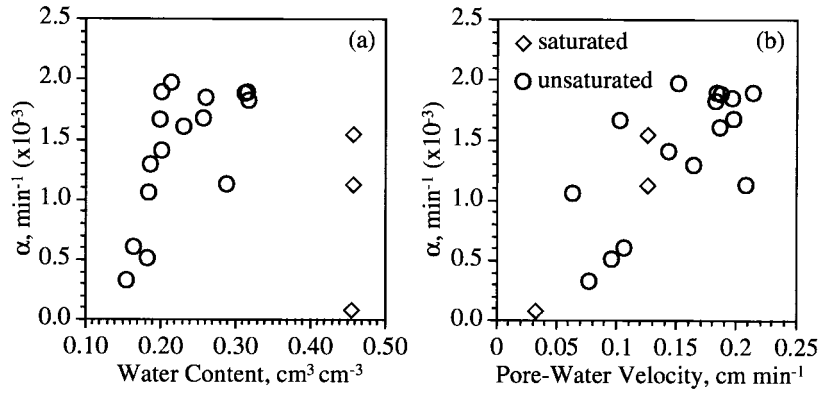 2.5
2.0
1.5
1.0
0.5
0.0
α, min⁻¹ (x10⁻³)
(a)
0.10 0.20 0.30 0.40 0.50
Water Content, cm³ cm⁻³
2.5
2.0
1.5
1.0
0.5
0.0
α, min⁻¹ (x10⁻³)
saturated
(b)
unsaturated
0 0.05 0.1 0.15 0.2 0.25
Pore-Water Velocity, cm min⁻¹